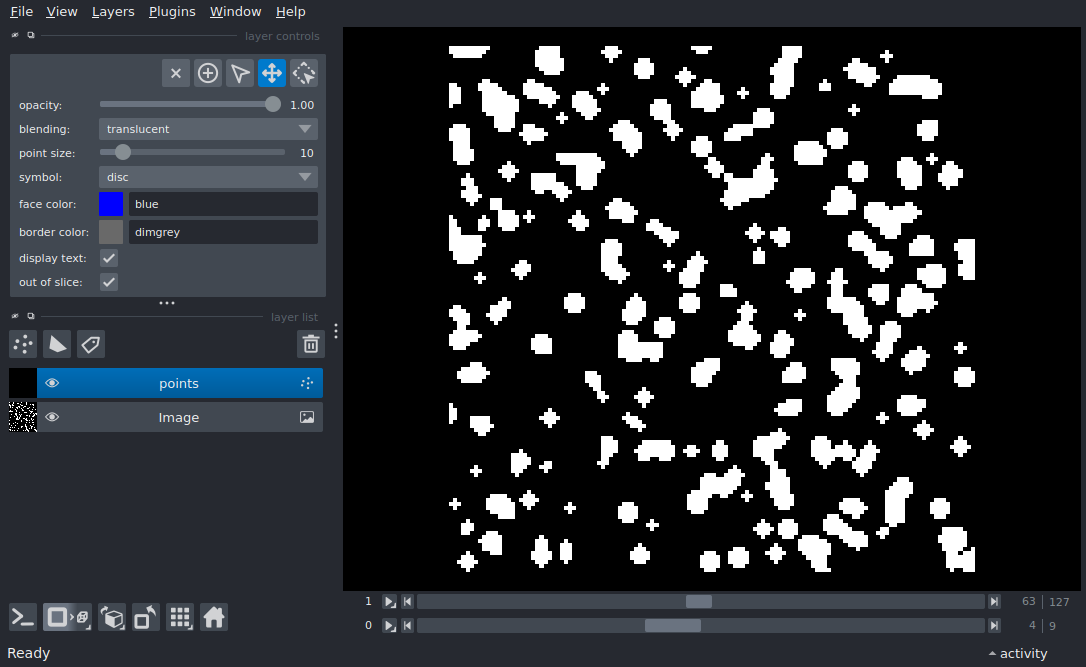 File View Layers Plugins Window Help
layer controls
opacity: 1.00
blending: translucent
point size: 10
symbol: disc
face color: blue
border color: dimgrey
display text:
out of slice:
layer list
points
Image
1 63 | 127
0 4 | 9
Ready activity